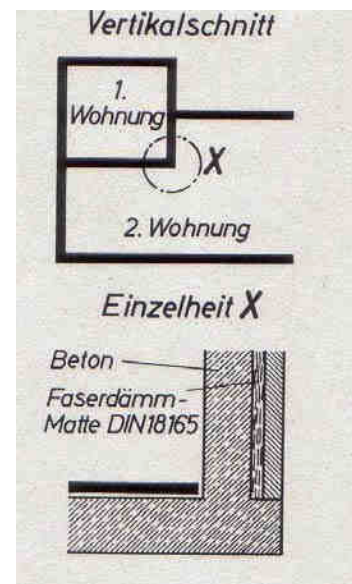 Vertikalschnitt
1.
Wohnung
X
2. Wohnung
Einzelheit X
Beton
Faserdämm-
Matte DIN18165